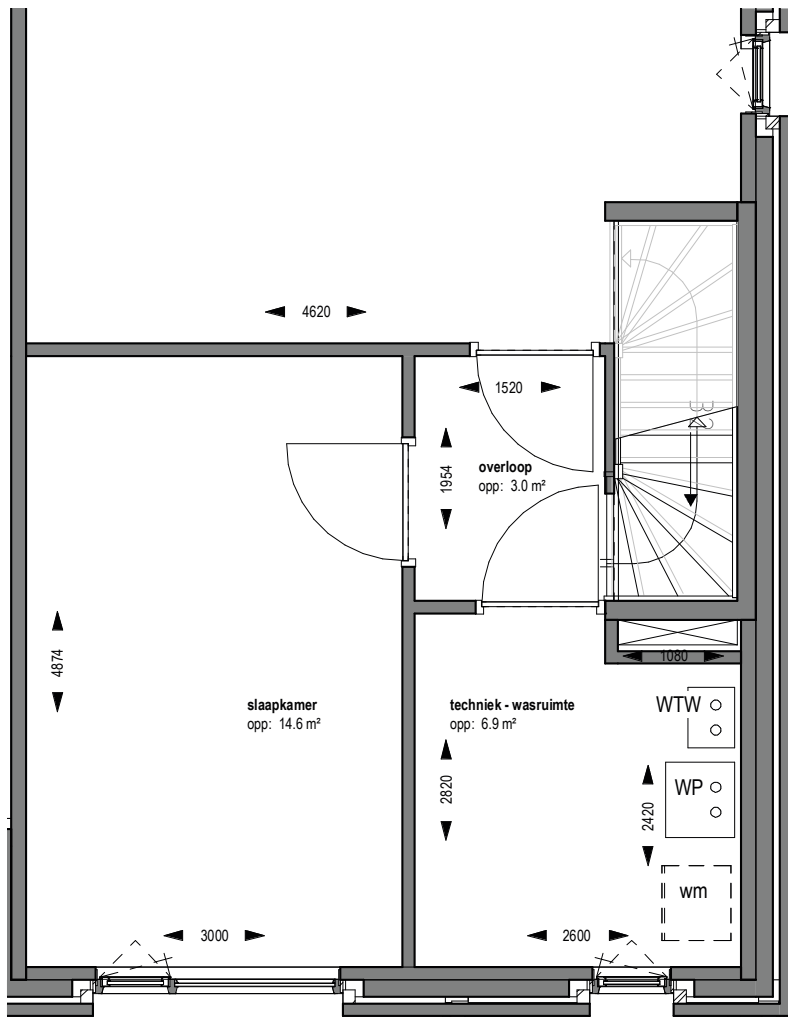 4620
1520
1954
overloop
opp: 3.0 m²
4874
1080
slaapkamer
opp: 14.6 m²
techniek - wasruimte
opp: 6.9 m²
WTW
2820
WP
2420
wm
3000
2600